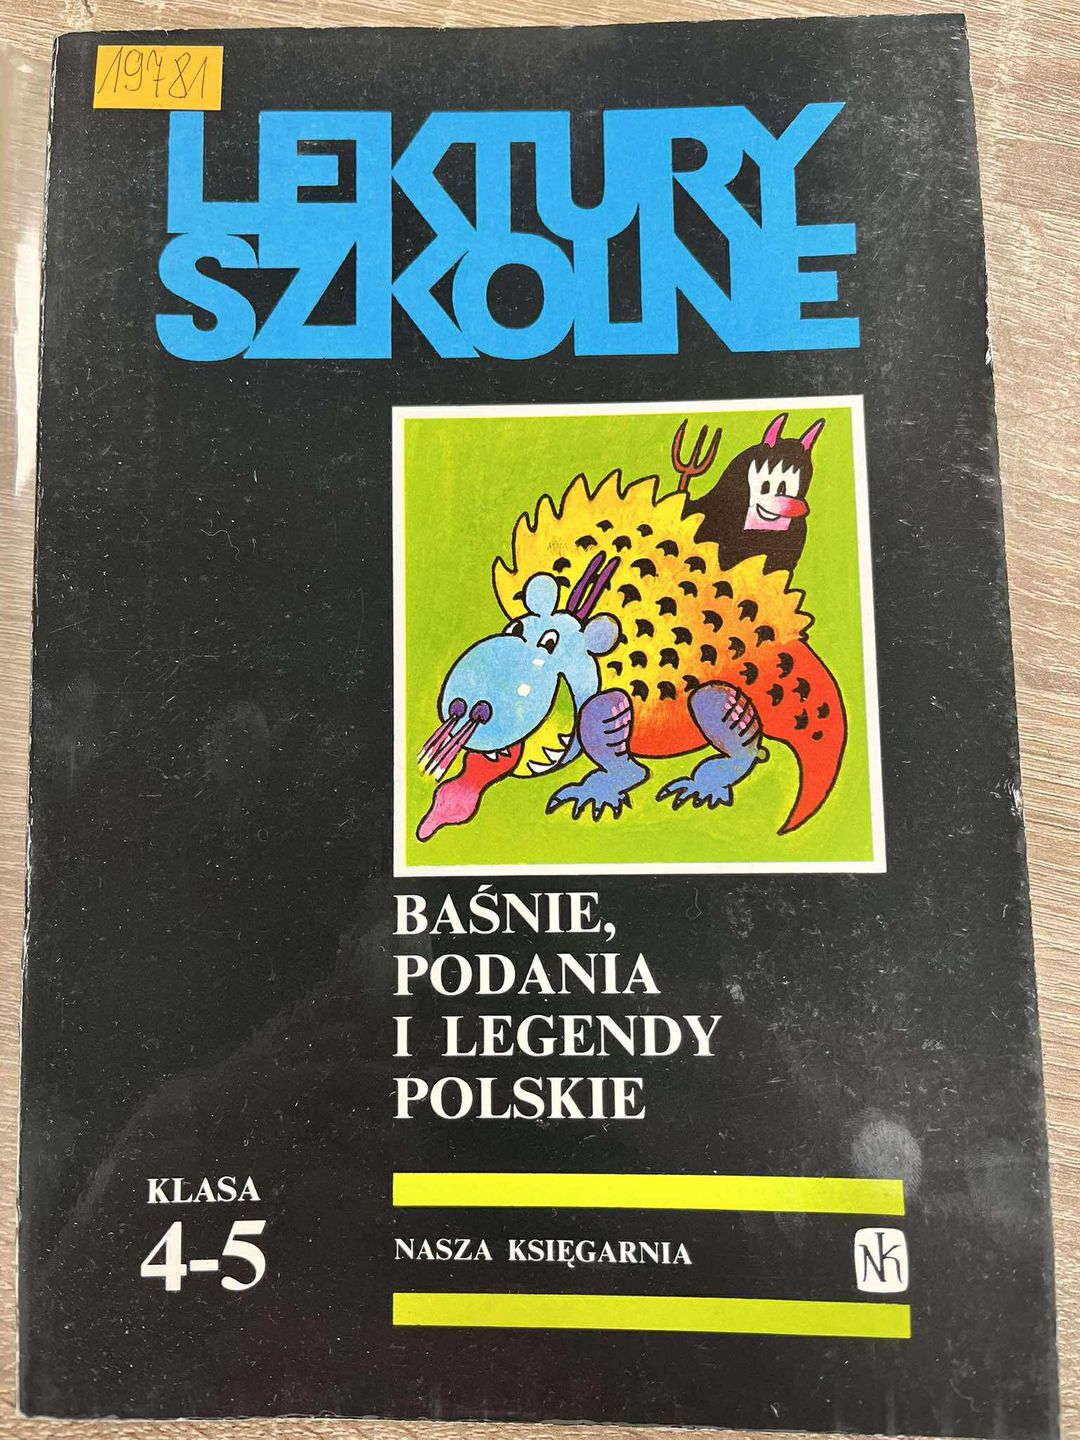 19781
LEKTURY
SZKOLNE
BAŚNIE,
PODANIA
I LEGENDY
POLSKIE
KLASA
4-5
NASZA KSIĘGARNIA
NK